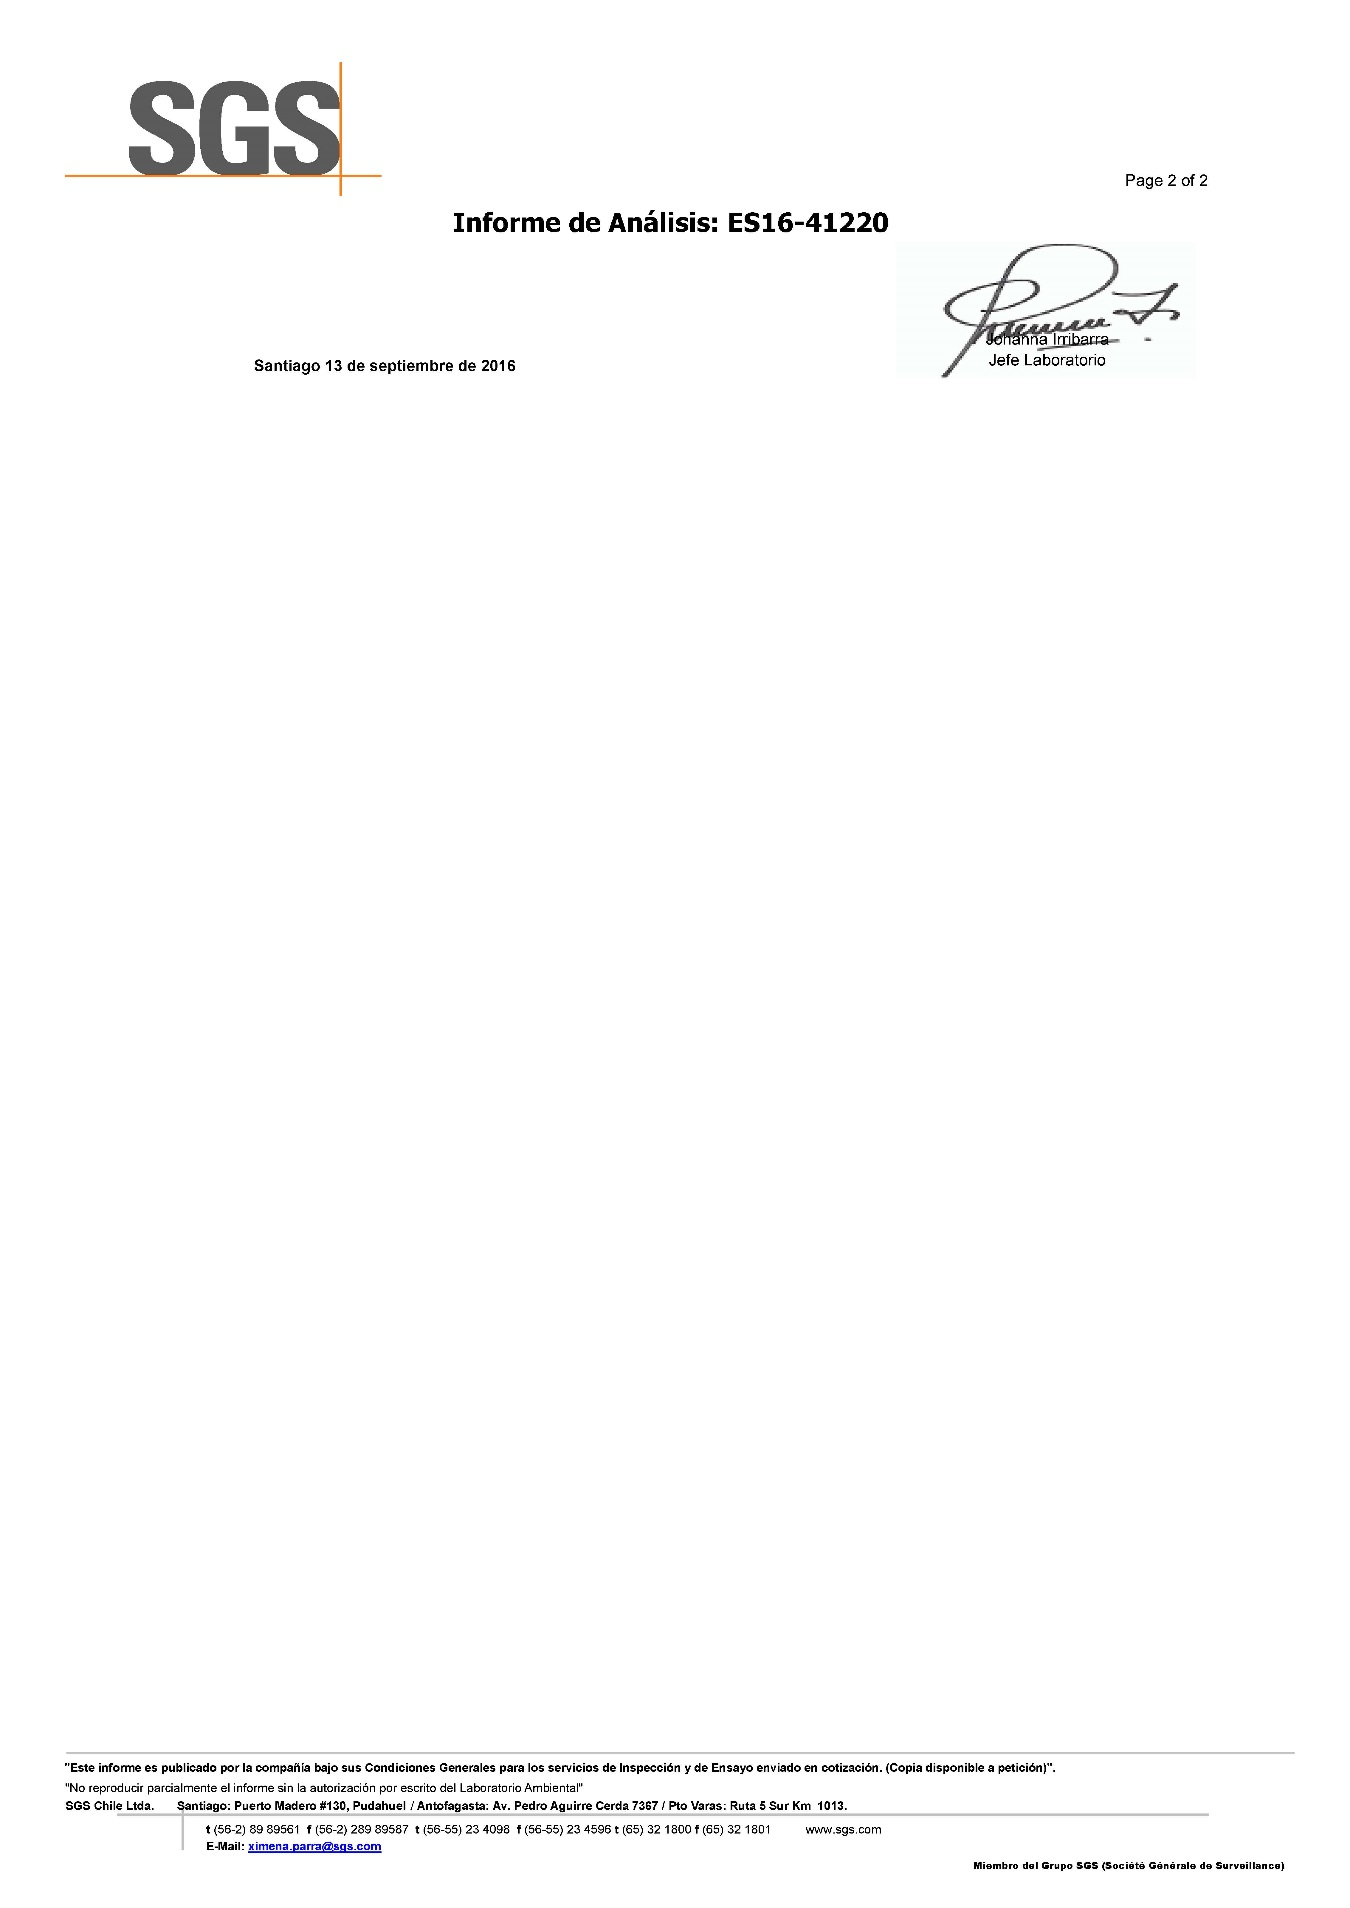 SGS
Page 2 of 2
Informe de Análisis: ES16-41220
Johanna Irribarra
Jefe Laboratorio
Santiago 13 de septiembre de 2016
"Este informe es publicado por la compañía bajo sus Condiciones Generales para los servicios de Inspección y de Ensayo enviado en cotización. (Copia disponible a petición)".
"No reproducir parcialmente el informe sin la autorización por escrito del Laboratorio Ambiental"
SGS Chile Ltda. Santiago: Puerto Madero #130, Pudahuel / Antofagasta: Av. Pedro Aguirre Cerda 7367 / Pto Varas: Ruta 5 Sur Km 1013.
t (56-2) 89 89561 f (56-2) 289 89587 t (56-55) 23 4098 f (56-55) 23 4596 t (65) 32 1800 f (65) 32 1801 www.sgs.com
E-Mail: ximena.parra@sgs.com
Miembro del Grupo SGS (Société Générale de Surveillance)